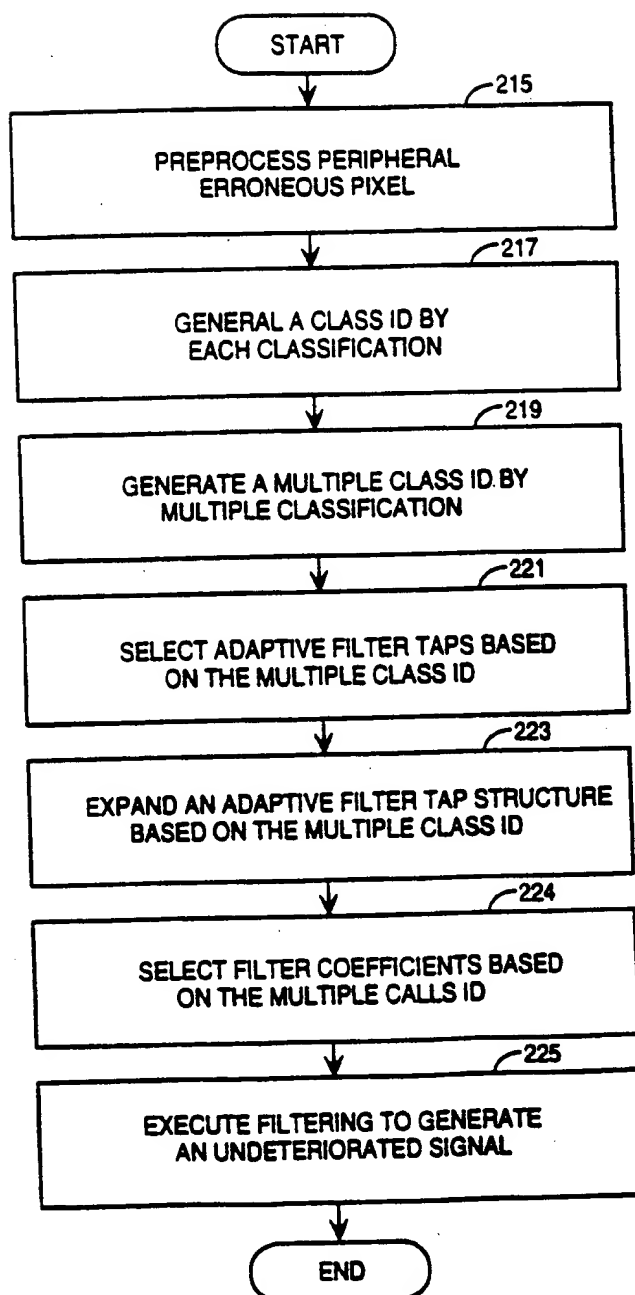 START
215
PREPROCESS PERIPHERAL
ERRONEOUS PIXEL
217
GENERAL A CLASS ID BY
EACH CLASSIFICATION
219
GENERATE A MULTIPLE CLASS ID. BY
MULTIPLE CLASSIFICATION
221
SELECT ADAPTIVE FILTER TAPS BASED
ON THE MULTIPLE CLASS ID
223
EXPAND AN ADAPTIVE FILTER TAP STRUCTURE
BASED ON THE MULTIPLE CLASS ID
224
SELECT FILTER COEFFICIENTS BASED
ON THE MULTIPLE CALLS ID
225
EXECUTE FILTERING TO GENERATE
AN UNDETERIORATED SIGNAL
END